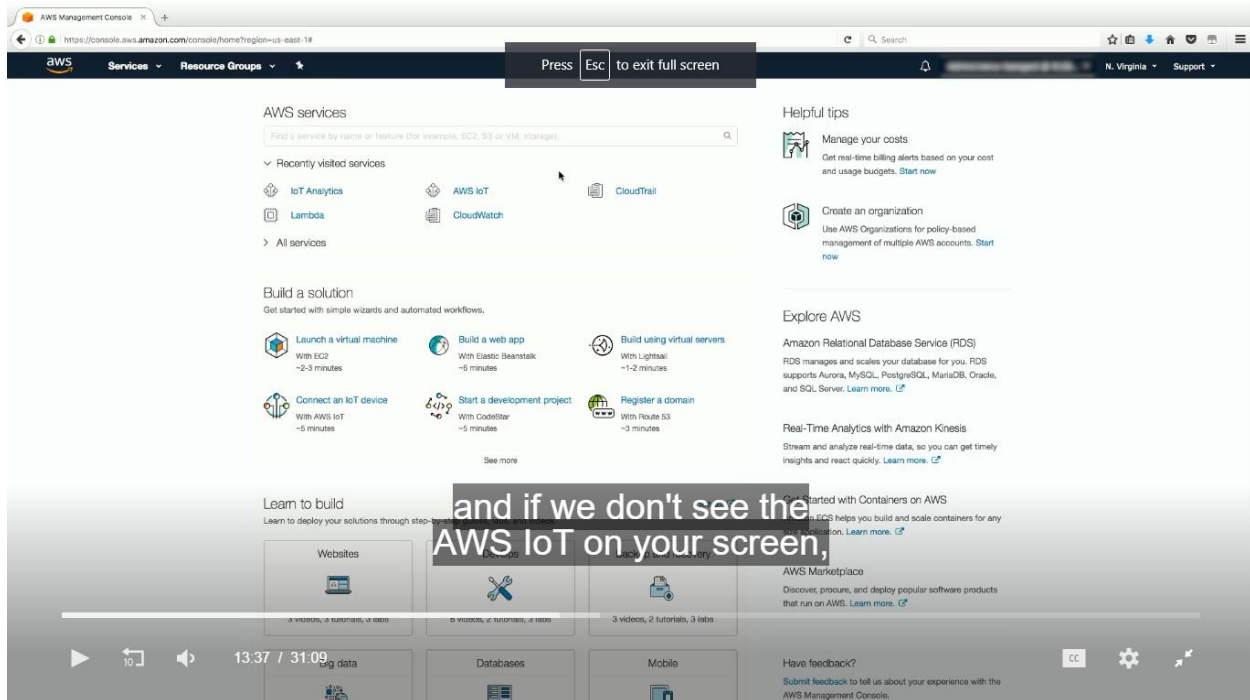 AWS Management Console
https://console.aws.amazon.com/console/home?region=us-east-1#
Search
aws
Services
Resource Groups
Press Esc to exit full screen
N. Virginia
Support
AWS services
Find a service by name or feature (for example, EC2, S3 or VM, storage).
Recently visited services
IoT Analytics
AWS IoT
CloudTrail
Lambda
CloudWatch
All services
Build a solution
Get started with simple wizards and automated workflows.
Launch a virtual machine
With EC2
~2-3 minutes
Build a web app
With Elastic Beanstalk
~6 minutes
Build using virtual servers
With Lightsail
~1-2 minutes
Connect an IoT device
With AWS IoT
~5 minutes
Start a development project
With CodeStar
~5 minutes
Register a domain
With Route 53
~3 minutes
See more
Learn to build
Learn to deploy your solutions through step-by-step
Websites
3 videos, 3 tutorials, 3 labs
6 videos, 2 tutorials, 3 labs
3 videos, 2 tutorials, 3 labs
Big data
Databases
Mobile
Helpful tips
Manage your costs
Get real-time billing alerts based on your cost
and usage budgets. Start now
Create an organization
Use AWS Organizations for policy-based
management of multiple AWS accounts. Start
now
Explore AWS
Amazon Relational Database Service (RDS)
RDS manages and scales your database for you. RDS
supports Aurora, MySQL, PostgreSQL, MariaDB, Oracle,
and SQL Server. Learn more.
Real-Time Analytics with Amazon Kinesis
Stream and analyze real-time data, so you can get timely
insights and react quickly. Learn more.
Get Started with Containers on AWS
ECS helps you build and scale containers for any
application. Learn more.
AWS Marketplace
Discover, procure, and deploy popular software products
that run on AWS. Learn more.
Have feedback?
Submit feedback to tell us about your experience with the
AWS Management Console.
and if we don't see the
AWS IoT on your screen,
10
13:37 / 31:09
CC